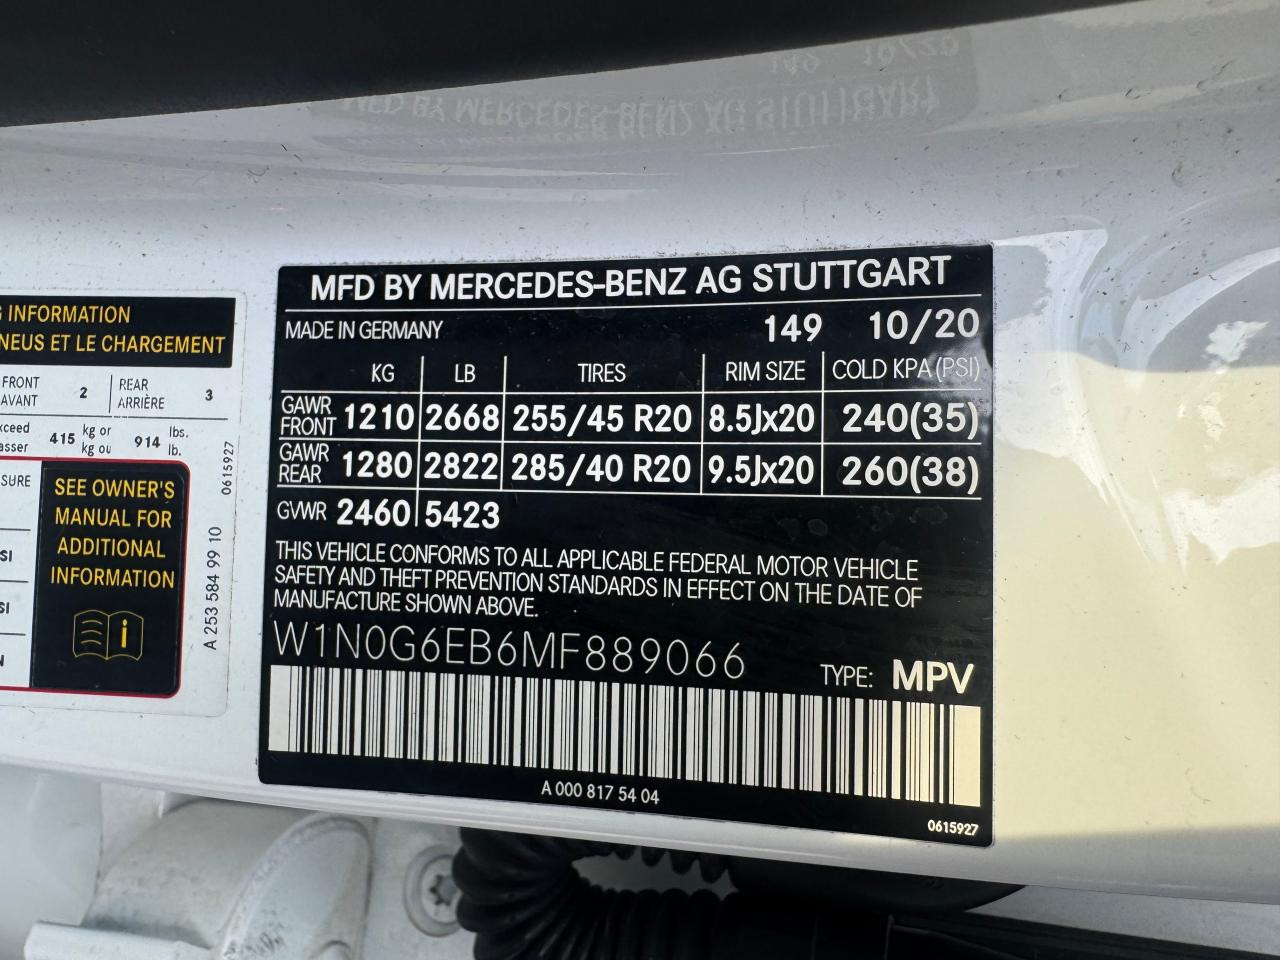 G INFORMATION
NEUS ET LE CHARGEMENT
FRONT
AVANT
2
REAR
ARRIÈRE
3
xceed
asser
415
kg or
kg ou
914
lbs.
lb.
SURE
SI
SI
N
SEE OWNER'S
MANUAL FOR
ADDITIONAL
INFORMATION
i
A 253 584 99 10
0615927
MFD BY MERCEDES-BENZ AG STUTTGART
MADE IN GERMANY 149 10/20
KG LB TIRES RIM SIZE COLD KPA (PSI)
GAWR FRONT 1210 2668 255/45 R20 8.5Jx20 240(35)
GAWR REAR 1280 2822 285/40 R20 9.5Jx20 260(38)
GVWR 2460 5423
THIS VEHICLE CONFORMS TO ALL APPLICABLE FEDERAL MOTOR VEHICLE
SAFETY AND THEFT PREVENTION STANDARDS IN EFFECT ON THE DATE OF
MANUFACTURE SHOWN ABOVE.
W1N0G6EB6MF889066 TYPE: MPV
A 000 817 54 04
0615927